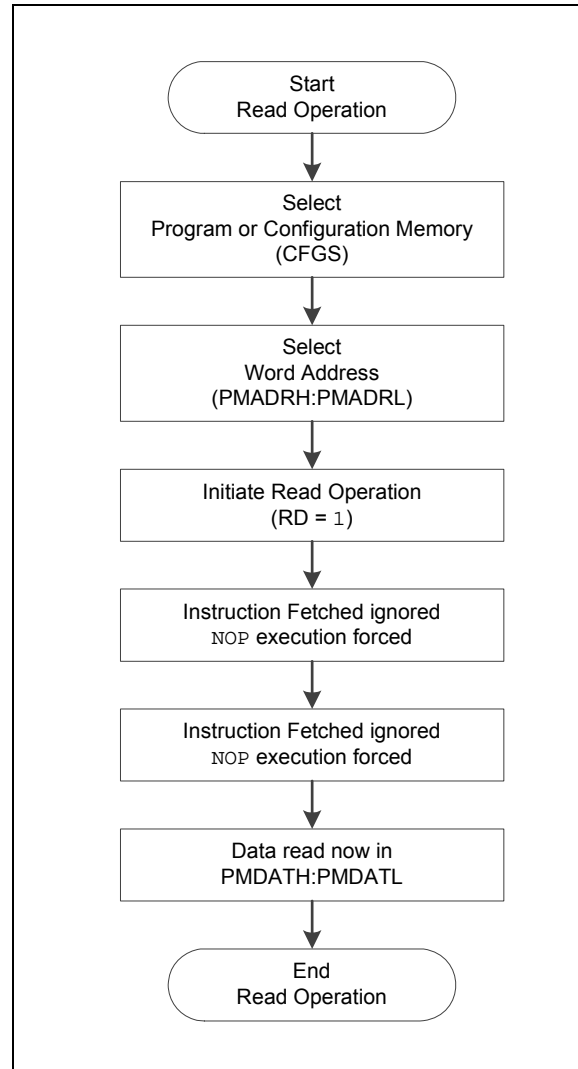 Start
Read Operation
Select
Program or Configuration Memory
(CFGS)
Select
Word Address
(PMADRH:PMADRL)
Initiate Read Operation
(RD = 1)
Instruction Fetched ignored
NOP execution forced
Instruction Fetched ignored
NOP execution forced
Data read now in
PMDATH:PMDATL
End
Read Operation